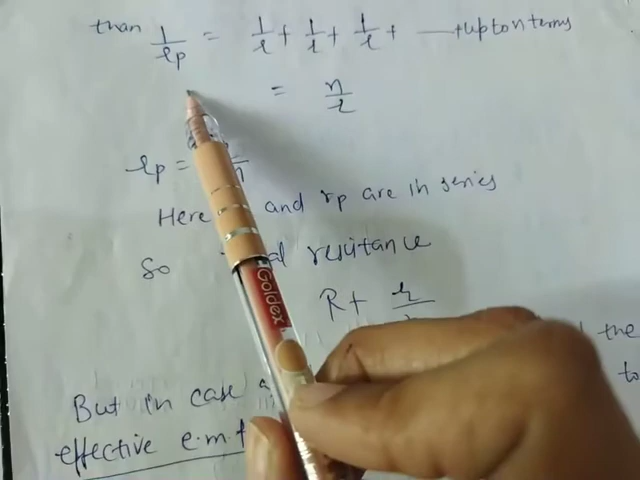 than 1/rp = 1/r + 1/r + 1/r + —— + upto n terms
= n/r
rp =
Here and rp are in series
So resistance
R + r
the
to
But in case
effective e.m.f
Goldex